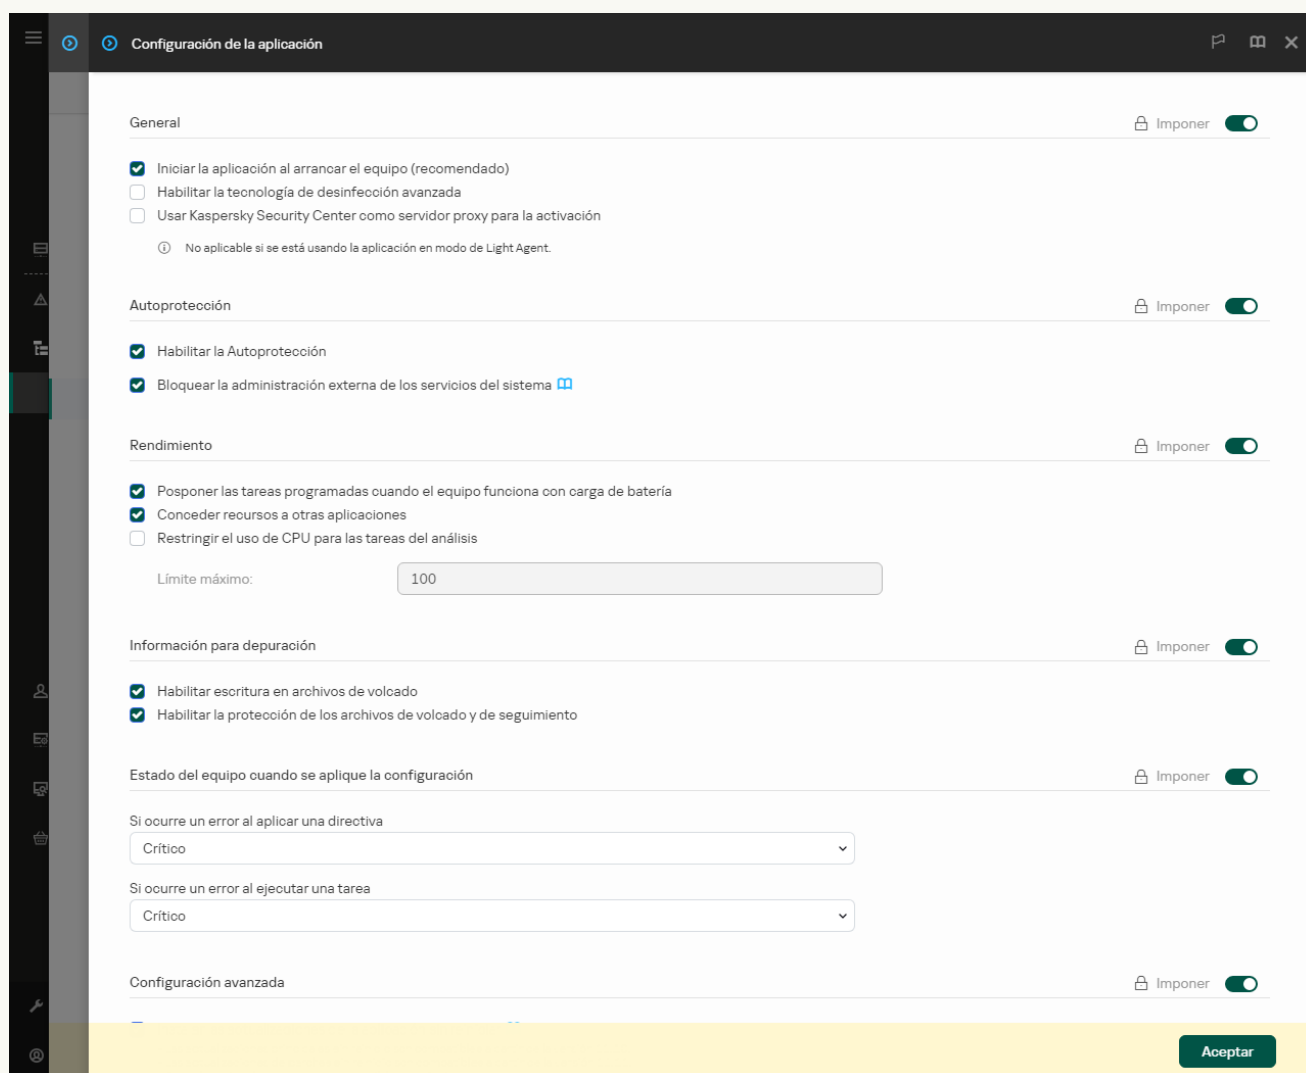 Configuración de la aplicación
General
Imponer
Iniciar la aplicación al arrancar el equipo (recomendado)
Habilitar la tecnología de desinfección avanzada
Usar Kaspersky Security Center como servidor proxy para la activación
No aplicable si se está usando la aplicación en modo de Light Agent.
Autoprotección
Imponer
Habilitar la Autoprotección
Bloquear la administración externa de los servicios del sistema
Rendimiento
Imponer
Posponer las tareas programadas cuando el equipo funciona con carga de batería
Conceder recursos a otras aplicaciones
Restringir el uso de CPU para las tareas del análisis
Límite máximo:
100
Información para depuración
Imponer
Habilitar escritura en archivos de volcado
Habilitar la protección de los archivos de volcado y de seguimiento
Estado del equipo cuando se aplique la configuración
Imponer
Si ocurre un error al aplicar una directiva
Crítico
Si ocurre un error al ejecutar una tarea
Crítico
Configuración avanzada
Imponer
Aceptar